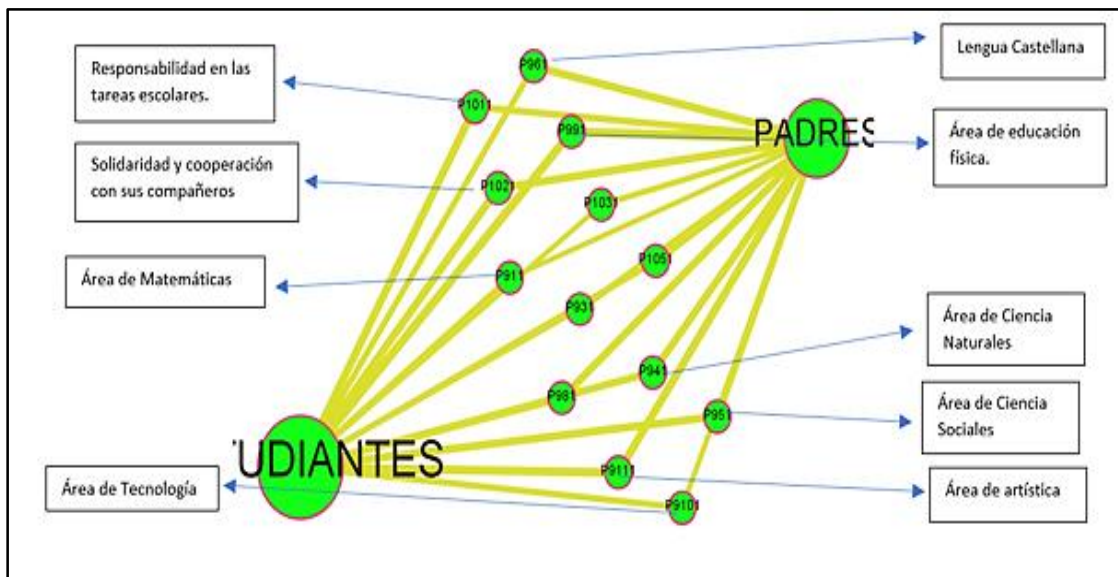 Lengua Castellana
Responsabilidad en las
tareas escolares.
P961
P1011
P991
PADRES
Área de educación
física.
Solidaridad y cooperación
con sus compañeros
P1021
P1031
P1051
Área de Matemáticas
P911
P931
Área de Ciencia
Naturales
P941
P981
P951
Área de Ciencia
Sociales
UDIANTES
P9111
Área de Tecnología
Área de artística
P9101